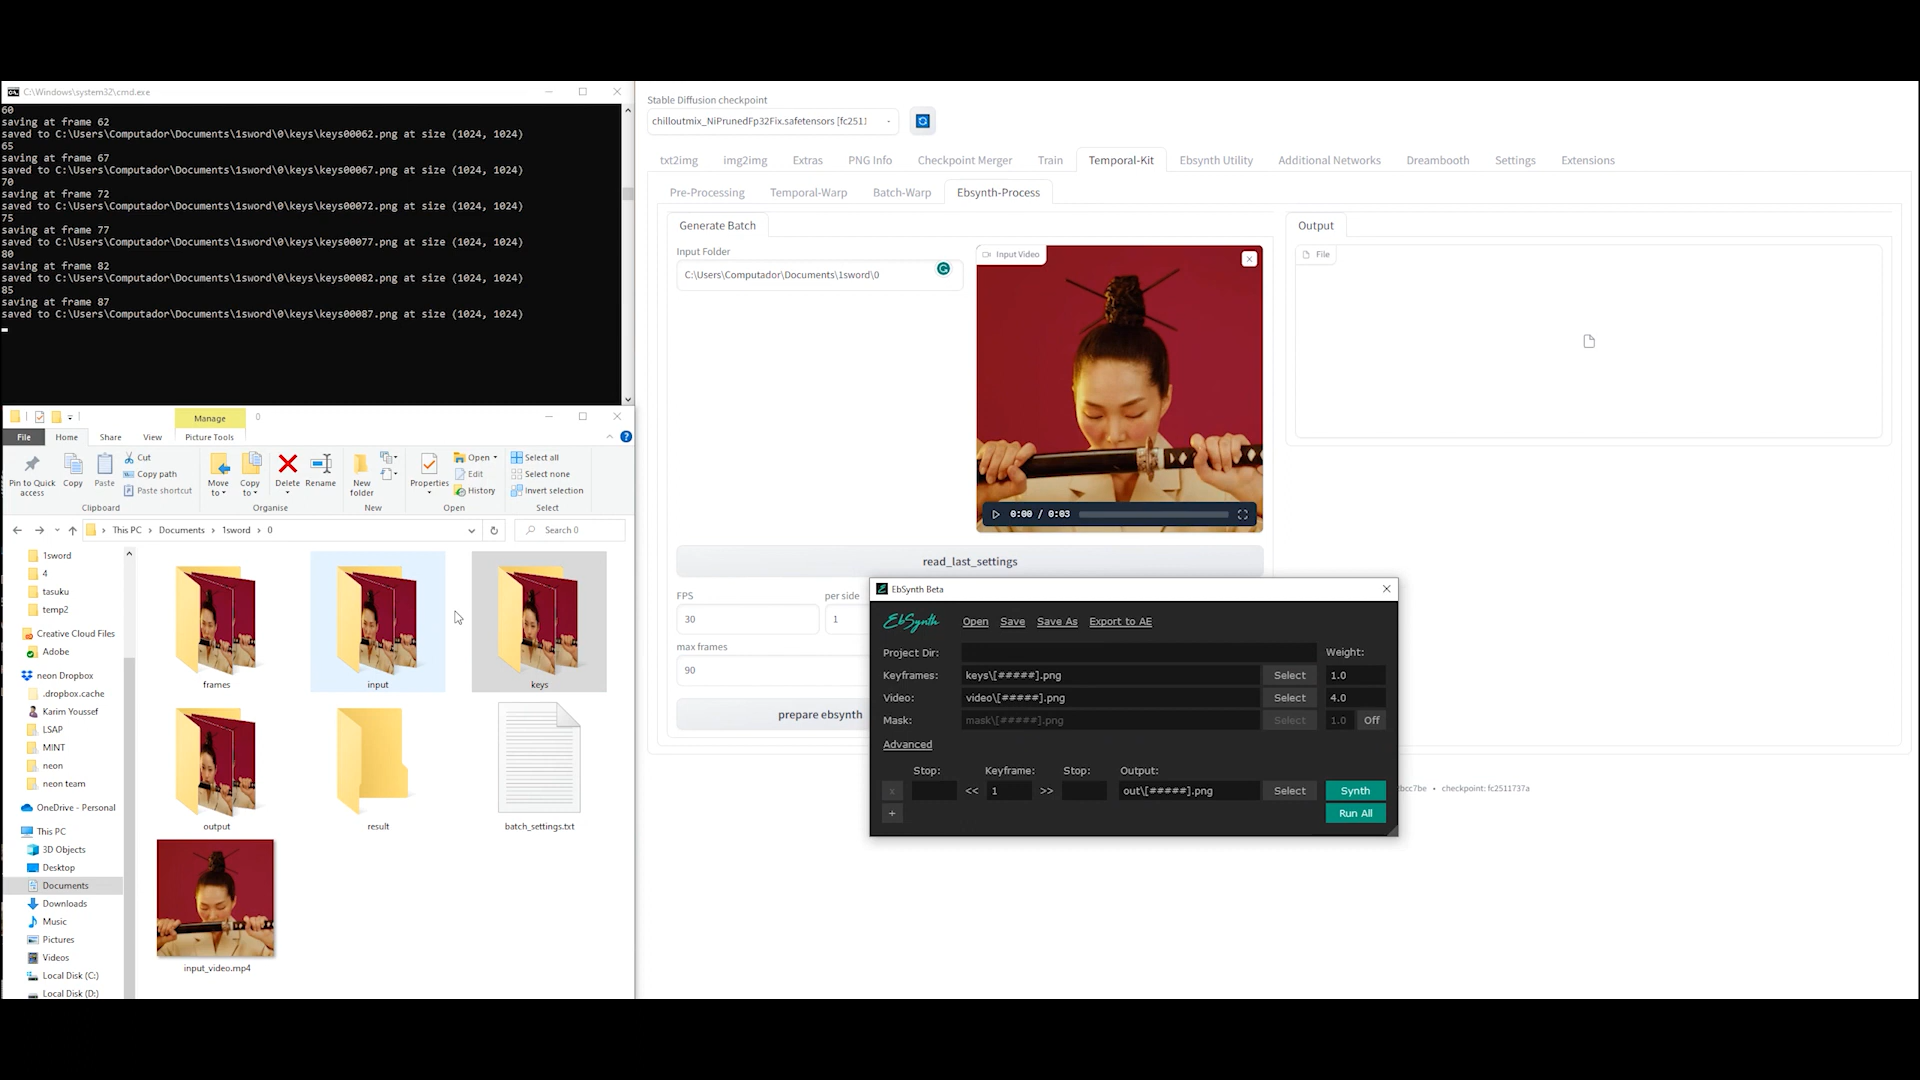 C:\Windows\system32\cmd.exe
60
saving at frame 62
saved to C:\Users\Computador\Documents\1sword\0\keys\keys00062.png at size (1024, 1024)
65
saving at frame 67
saved to C:\Users\Computador\Documents\1sword\0\keys\keys00067.png at size (1024, 1024)
70
saving at frame 72
saved to C:\Users\Computador\Documents\1sword\0\keys\keys00072.png at size (1024, 1024)
75
saving at frame 77
saved to C:\Users\Computador\Documents\1sword\0\keys\keys00077.png at size (1024, 1024)
80
saving at frame 82
saved to C:\Users\Computador\Documents\1sword\0\keys\keys00082.png at size (1024, 1024)
85
saving at frame 87
saved to C:\Users\Computador\Documents\1sword\0\keys\keys00087.png at size (1024, 1024)
Manage 0
File Home Share View Picture Tools
Pin to Quick access
Copy
Paste
Cut
Copy path
Paste shortcut
Clipboard
Move to
Copy to
Delete
Rename
Organise
New folder
New
Properties
Open
Edit
History
Open
Select all
Select none
Invert selection
Select
This PC > Documents > 1sword > 0
Search 0
1sword
4
tasuku
temp2
Creative Cloud Files
Adobe
neon Dropbox
.dropbox.cache
Karim Youssef
LSAP
MINT
neon
neon team
OneDrive - Personal
This PC
3D Objects
Desktop
Documents
Downloads
Music
Pictures
Videos
Local Disk (C:)
Local Disk (D:)
frames
input
keys
output
result
batch_settings.txt
input_video.mp4
Stable Diffusion checkpoint
chilloutmix_NiPrunedFp32Fix.safetensors [fc2511
txt2img img2img Extras PNG Info Checkpoint Merger Train Temporal-Kit Ebsynth Utility Additional Networks Dreambooth Settings Extensions
Pre-Processing Temporal-Warp Batch-Warp Ebsynth-Process
Generate Batch
Input Folder
C:\Users\Computador\Documents\1sword\0
Input Video
0:00 / 0:03
Output
File
read_last_settings
FPS
30
per side
1
max frames
90
prepare ebsynth
EbSynth Beta
EbSynth
Open Save Save As Export to AE
Project Dir:
Weight:
Keyframes: keys\[#####].png Select 1.0
Video: video\[#####].png Select 4.0
Mask: mask\[#####].png Select 1.0 Off
Advanced
Stop: Keyframe: Stop: Output:
x << 1 >> out\[#####].png Select Synth
+ Run All
bcc7be • checkpoint: fc2511737a